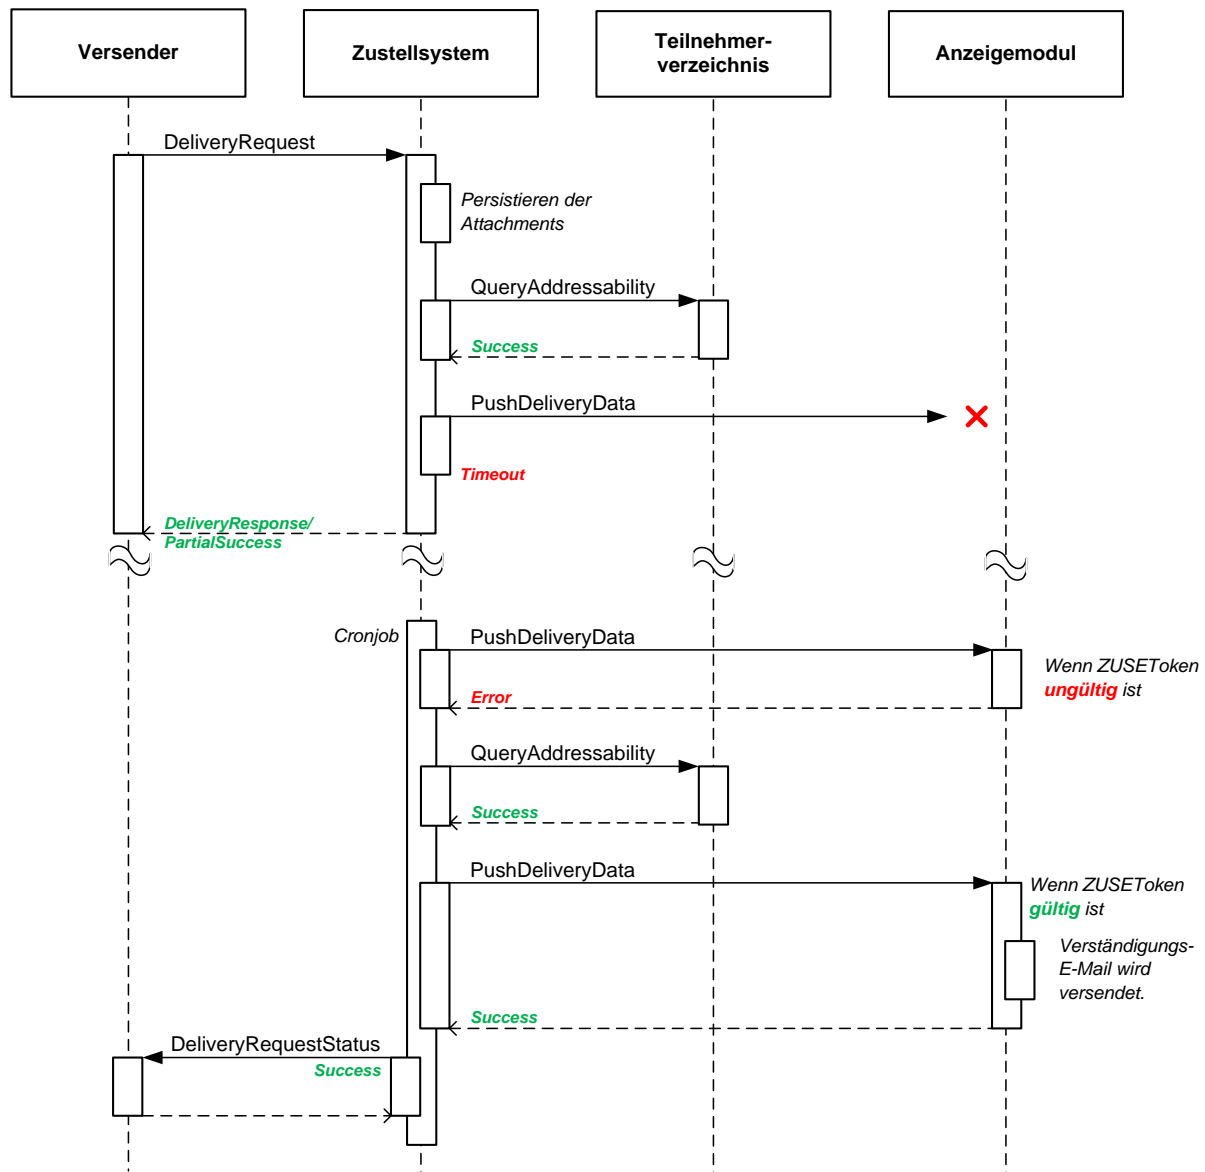 Versender
Zustellsystem
Teilnehmer-
verzeichnis
Anzeigemodul
DeliveryRequest
Persistieren der
Attachments
QueryAddressability
Success
PushDeliveryData
Timeout
DeliveryResponse/
PartialSuccess
Cronjob
PushDeliveryData
Wenn ZUSEToken
ungültig ist
Error
QueryAddressability
Success
PushDeliveryData
Wenn ZUSEToken
gültig ist
Verständigungs-
E-Mail wird
versendet.
Success
DeliveryRequestStatus
Success